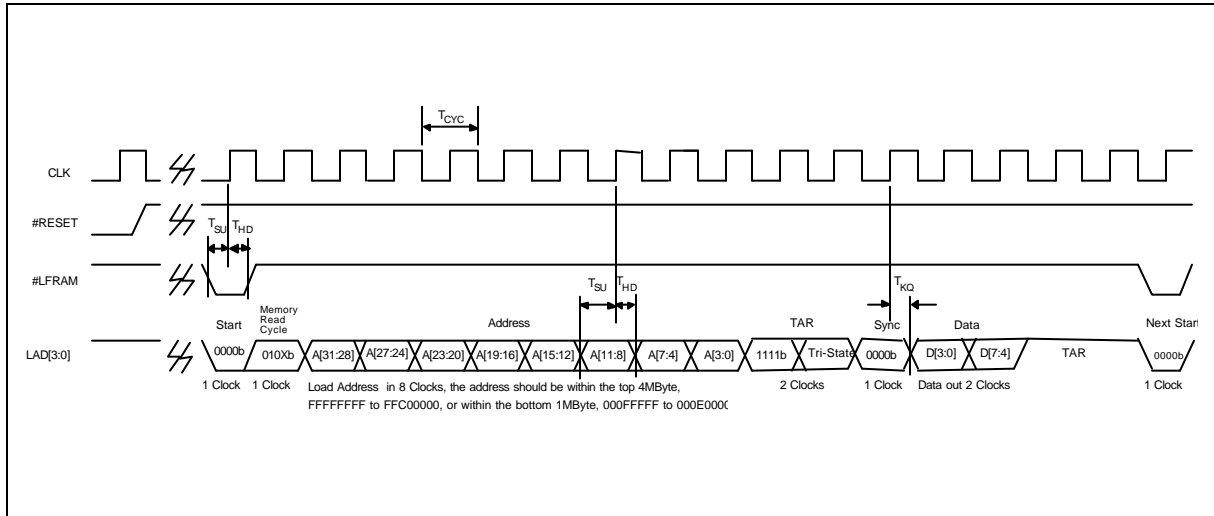 TCYC
CLK
#RESET
TSU THD
#LFRAM
TSU THD
TKQ
Start
Memory
Read
Cycle
Address
TAR
Sync
Data
Next Start
LAD[3:0]
0000b
010Xb
A[31:28]
A[27:24]
A[23:20]
A[19:16]
A[15:12]
A[11:8]
A[7:4]
A[3:0]
1111b
Tri-State
0000b
D[3:0]
D[7:4]
TAR
0000b
1 Clock
1 Clock
Load Address in 8 Clocks, the address should be within the top 4MByte,
FFFFFFFF to FFC00000, or within the bottom 1MByte, 000FFFFF to 000E0000
2 Clocks
1 Clock
Data out 2 Clocks
1 Clock